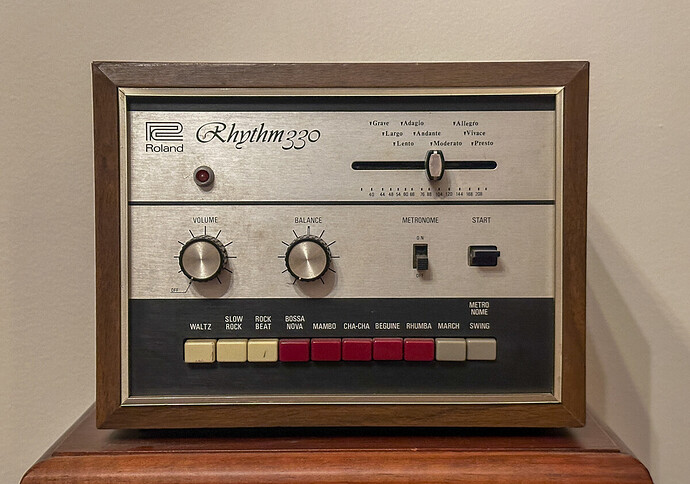 Roland
Rhythm 330
Grave Adagio Allegro
Largo Andante Vivace
Lento Moderato Presto
40 44 48 54 60 66 76 88 104 120 144 168 208
VOLUME
BALANCE
METRONOME
START
ON
OFF
METRO
NOME
WALTZ
SLOW
ROCK
ROCK
BEAT
BOSSA
NOVA
MAMBO
CHA-CHA
BEGUINE
RHUMBA
MARCH
SWING